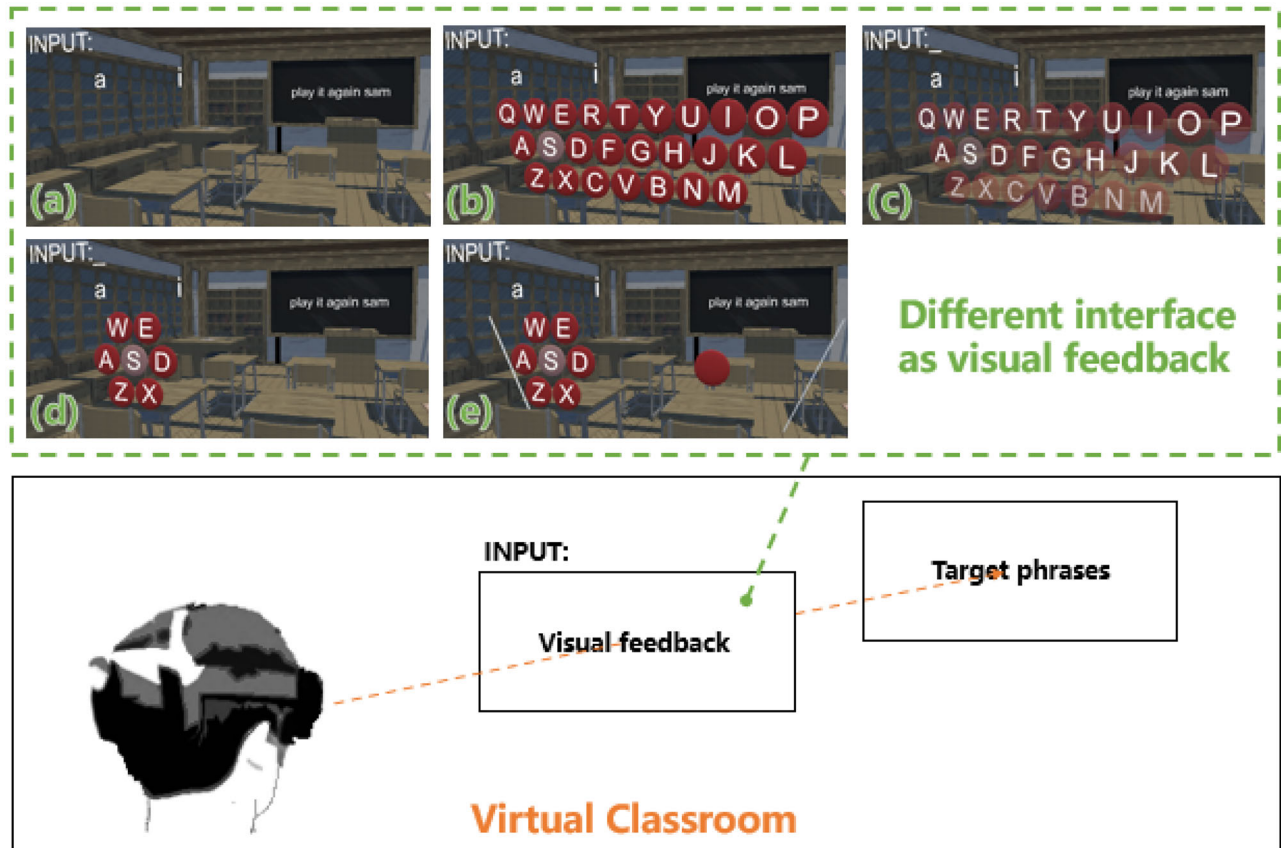 INPUT:
a i
play it again sam
(a)
INPUT:
a i
play it again sam
Q W E R T Y U I O P
A S D F G H J K L
Z X C V B N M
(b)
INPUT:_
a i
play it again sam
Q W E R T Y U I O P
A S D F G H J K L
Z X C V B N M
(c)
INPUT:_
a i
play it again sam
W E
A S D
Z X
(d)
INPUT:
a i
play it again sam
W E
A S D
Z X
(e)
Different interface
as visual feedback
INPUT:
Visual feedback
Target phrases
Virtual Classroom